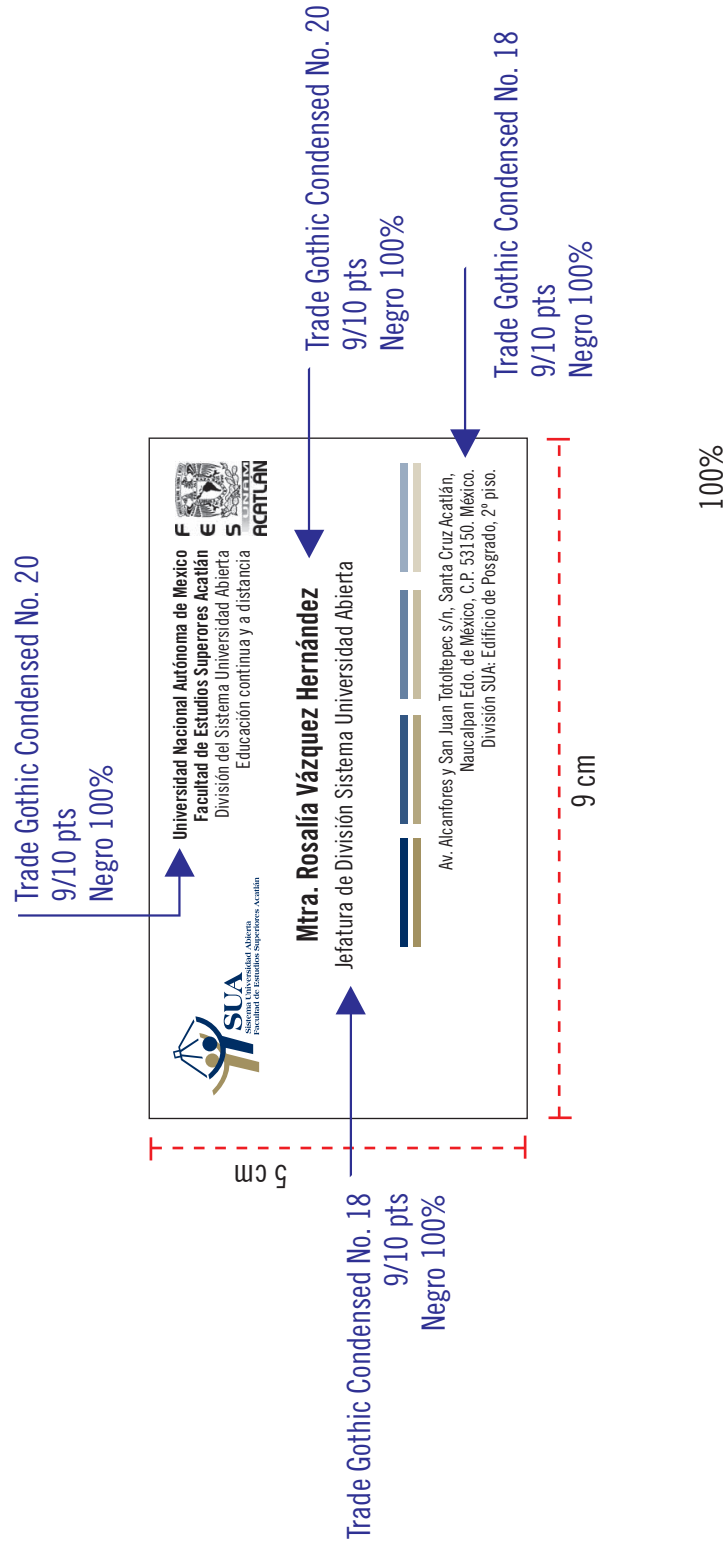 Trade Gothic Condensed No. 20
9/10 pts
Negro 100%
SUA
Sistema Universidad Abierta
Facultad de Estudios Superiores Acatlán
Universidad Nacional Autónoma de Mexico
Facultad de Estudios Superores Acatlán
División del Sistema Universidad Abierta
Educación continua y a distancia
F
E
S
UNAM
ACATLÁN
Mtra. Rosalía Vázquez Hernández
Jefatura de División Sistema Universidad Abierta
Trade Gothic Condensed No. 20
9/10 pts
Negro 100%
Trade Gothic Condensed No. 18
9/10 pts
Negro 100%
Av. Alcanfores y San Juan Totoltepec s/n, Santa Cruz Acatlán,
Naucalpan Edo. de México, C.P. 53150. México.
División SUA: Edificio de Posgrado, 2º piso.
Trade Gothic Condensed No. 18
9/10 pts
Negro 100%
5 cm
9 cm
100%